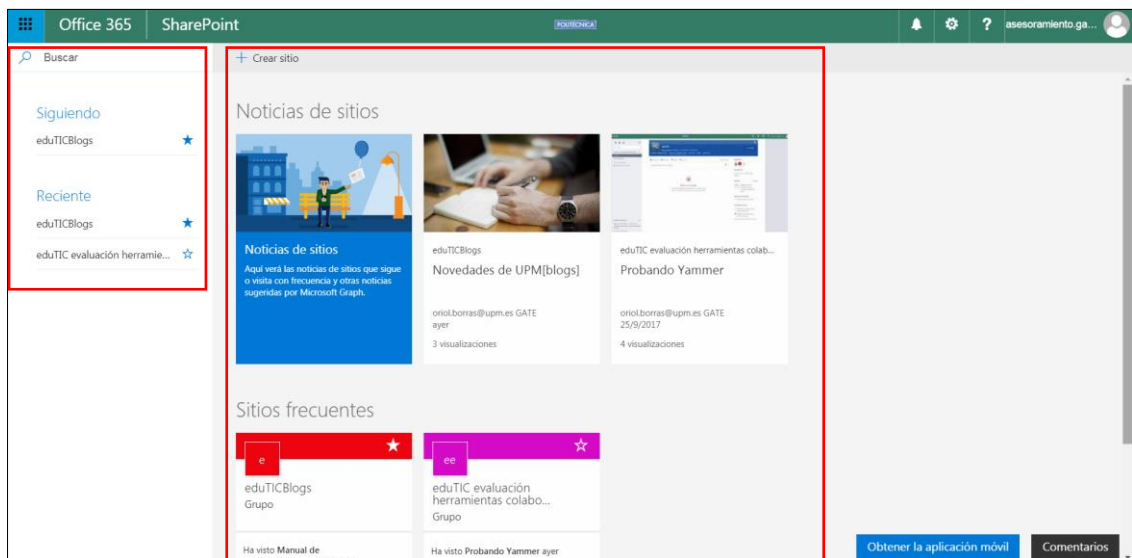 Office 365
SharePoint
POLITÉCNICA
?
asesoramiento.ga...
Buscar
Siguiendo
eduTICBlogs
Reciente
eduTICBlogs
eduTIC evaluación herramie...
+ Crear sitio
Noticias de sitios
Noticias de sitios
Aquí verá las noticias de sitios que sigue
o visita con frecuencia y otras noticias
sugeridas por Microsoft Graph.
eduTICBlogs
Novedades de UPM[blogs]
oriol.borras@upm.es GATE
ayer
3 visualizaciones
eduTIC evaluación herramientas colab...
Probando Yammer
oriol.borras@upm.es GATE
25/9/2017
4 visualizaciones
Sitios frecuentes
e
eduTICBlogs
Grupo
Ha visto Manual de
ee
eduTIC evaluación
herramientas colabo...
Grupo
Ha visto Probando Yammer ayer
Obtener la aplicación móvil
Comentarios